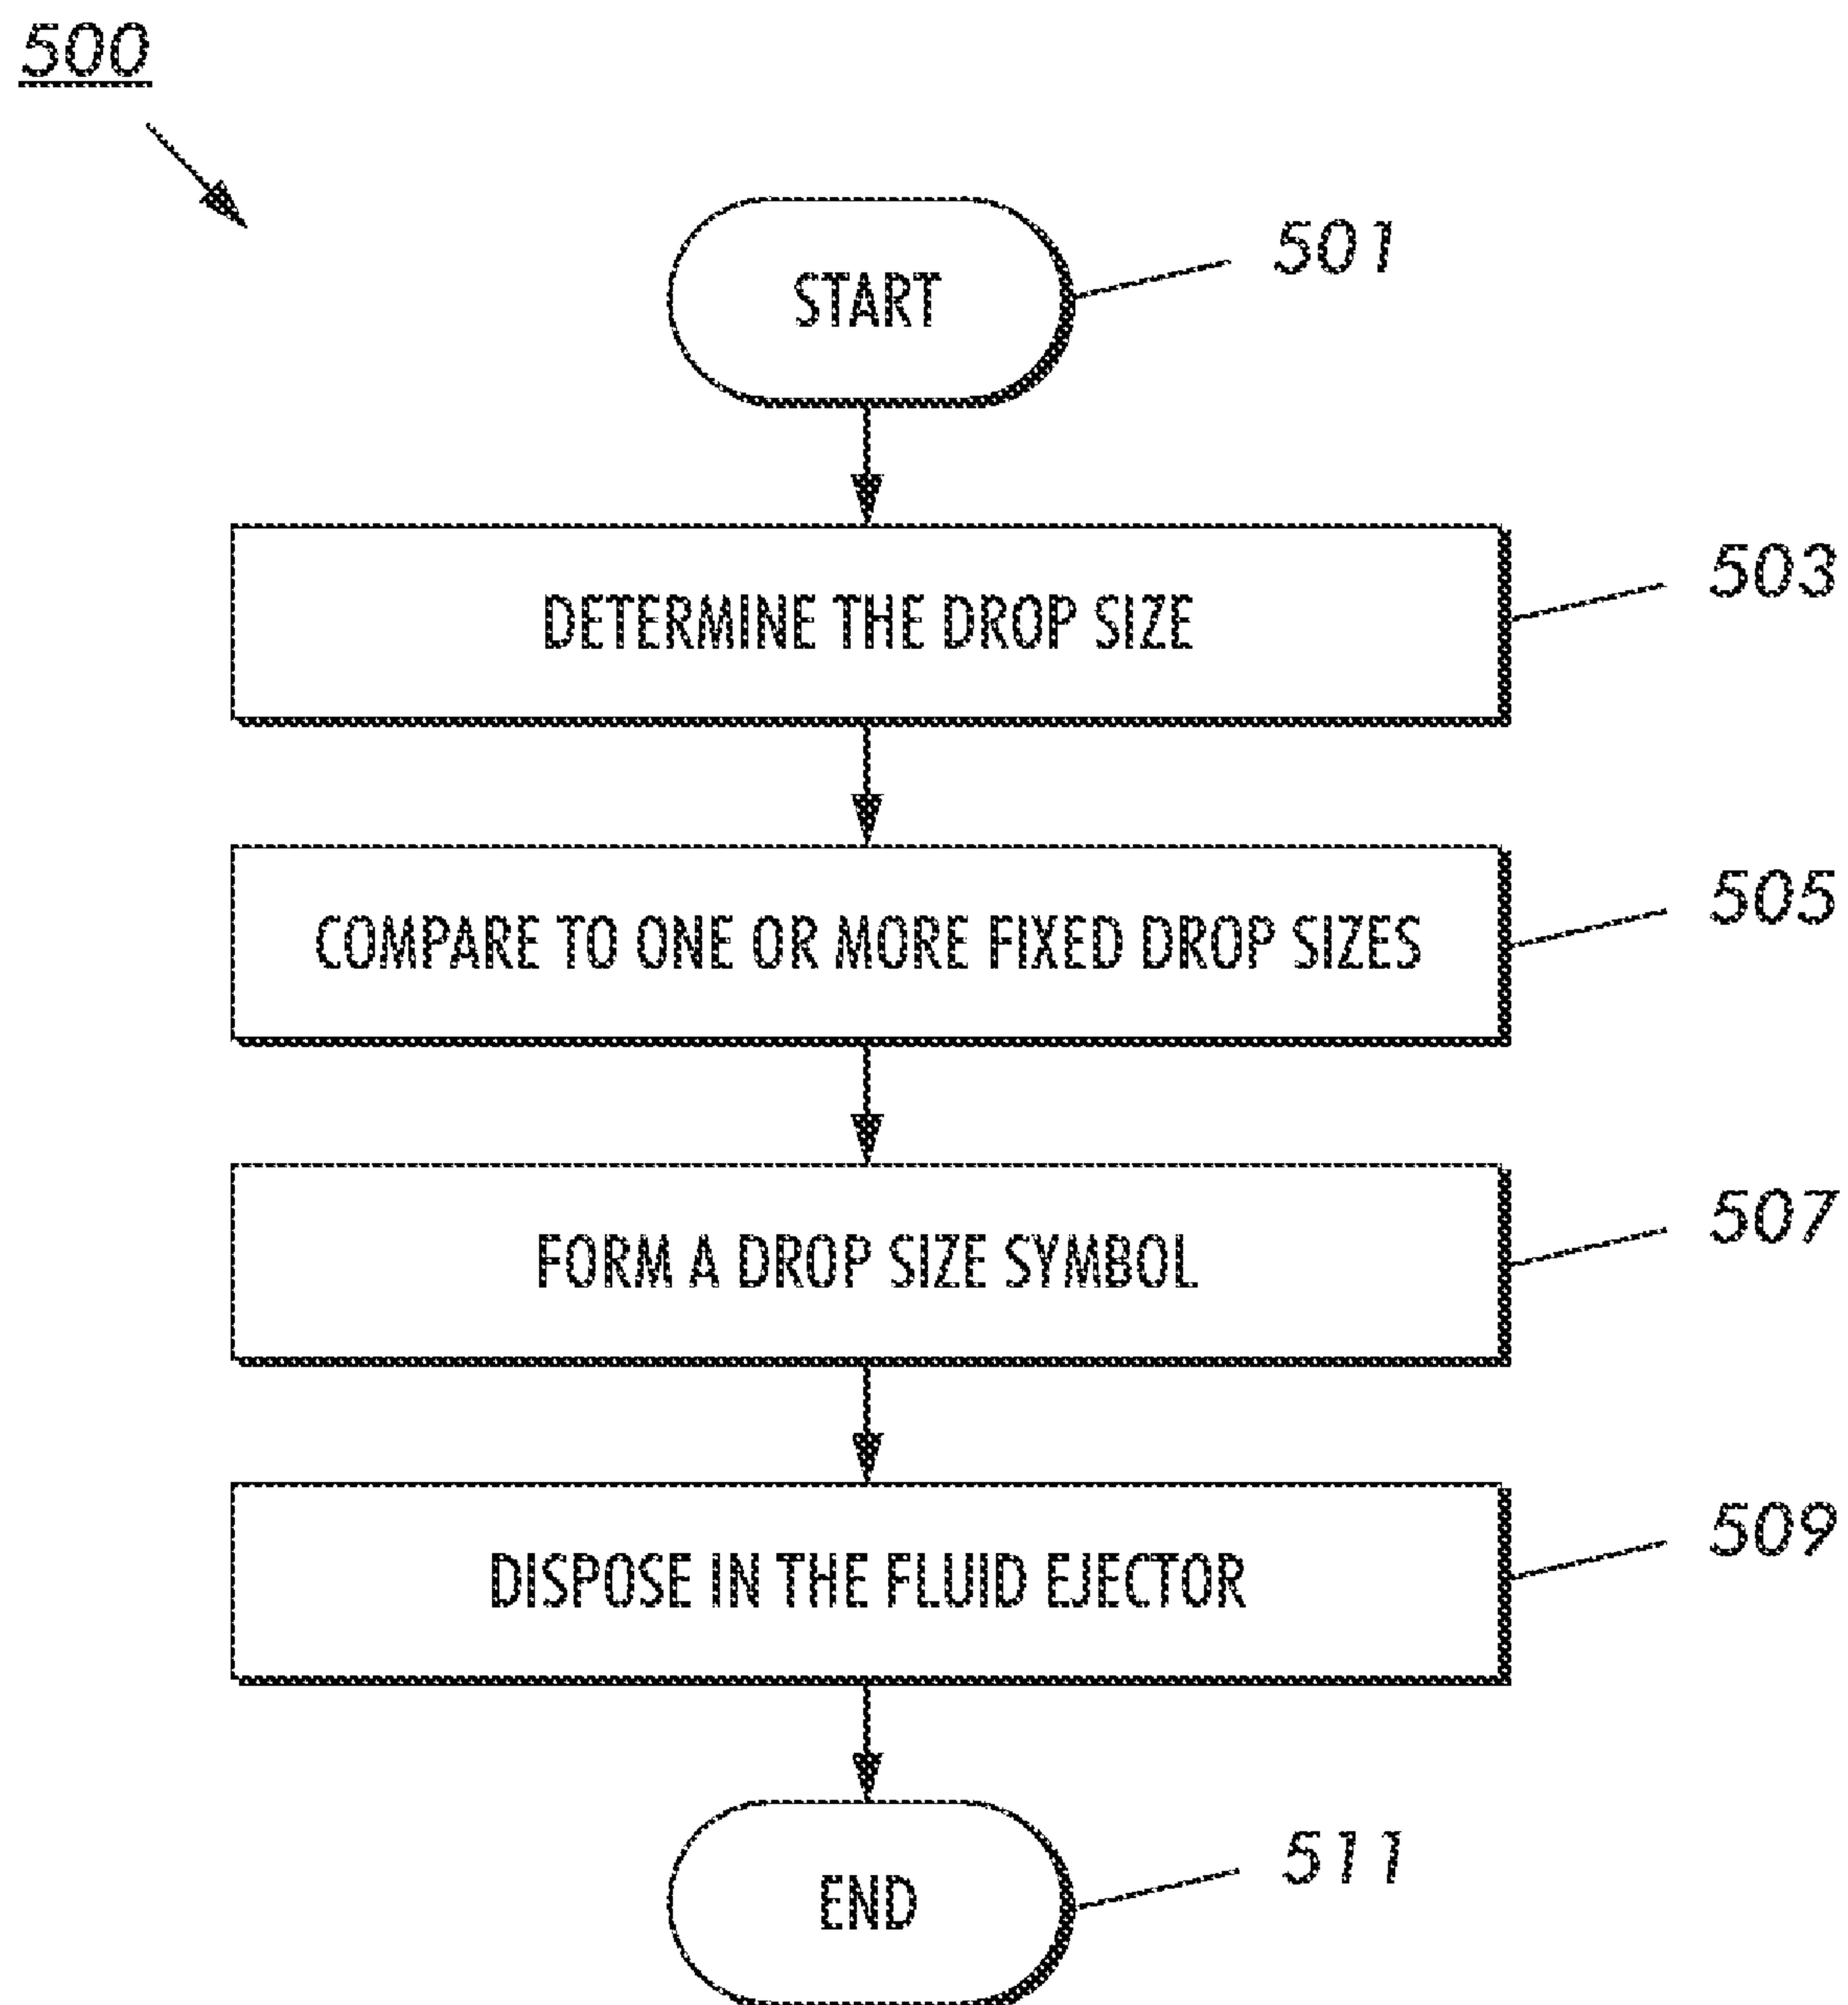 500
START
501
DETERMINE THE DROP SIZE
503
COMPARE TO ONE OR MORE FIXED DROP SIZES
505
FORM A DROP SIZE SYMBOL
507
DISPOSE IN THE FLUID EJECTOR
509
END
511